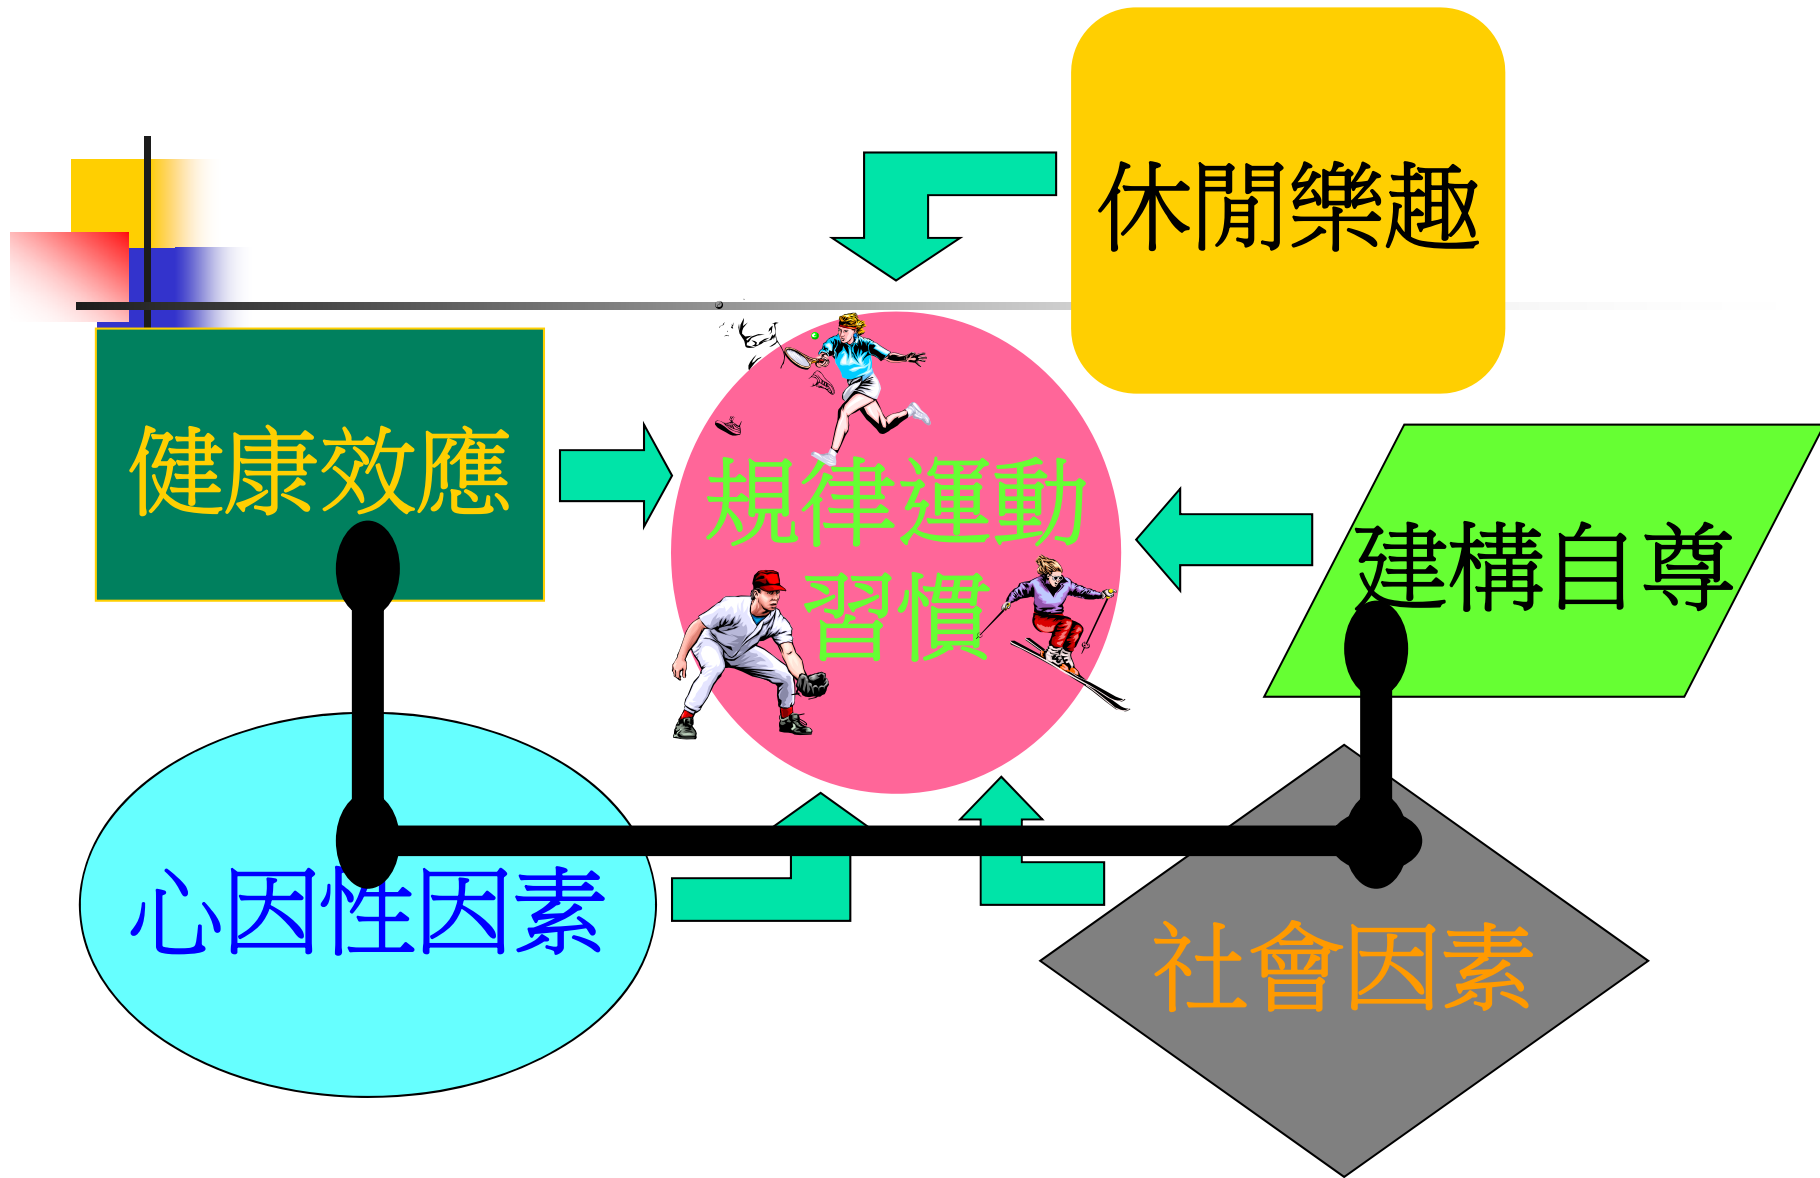 休閒樂趣
健康效應
規律運動
習慣
建構自尊
心因性因素
社會因素